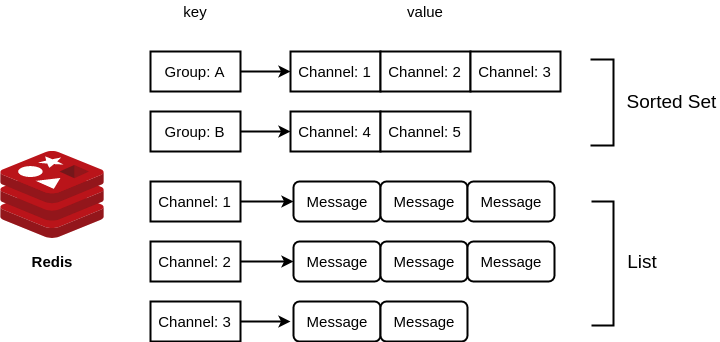 key value
Group: A Channel: 1 Channel: 2 Channel: 3
Sorted Set
Group: B Channel: 4 Channel: 5
Channel: 1 Message Message Message
Redis
Channel: 2 Message Message Message
List
Channel: 3 Message Message